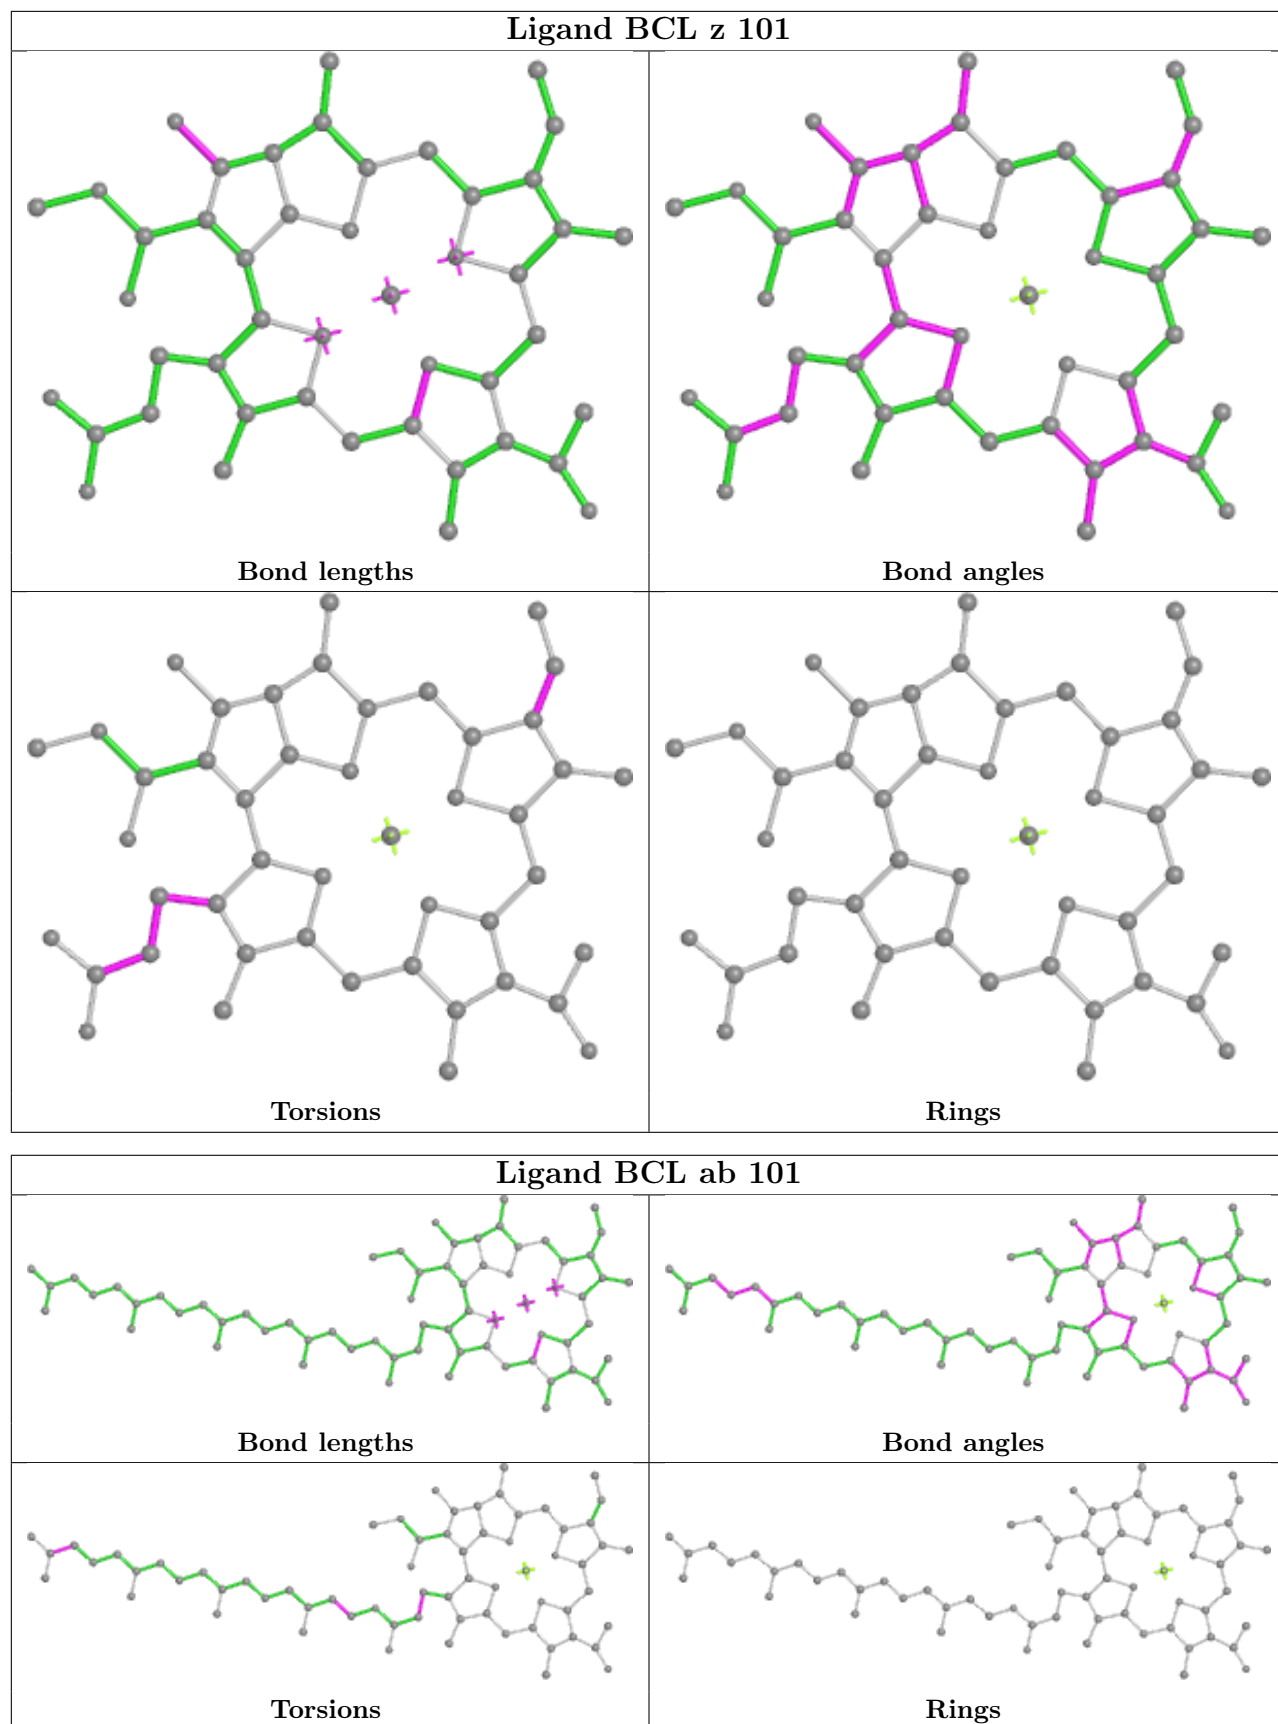 Ligand BCL z 101
Bond lengths
Bond angles
Torsions
Rings
Ligand BCL ab 101
Bond lengths
Bond angles
Torsions
Rings